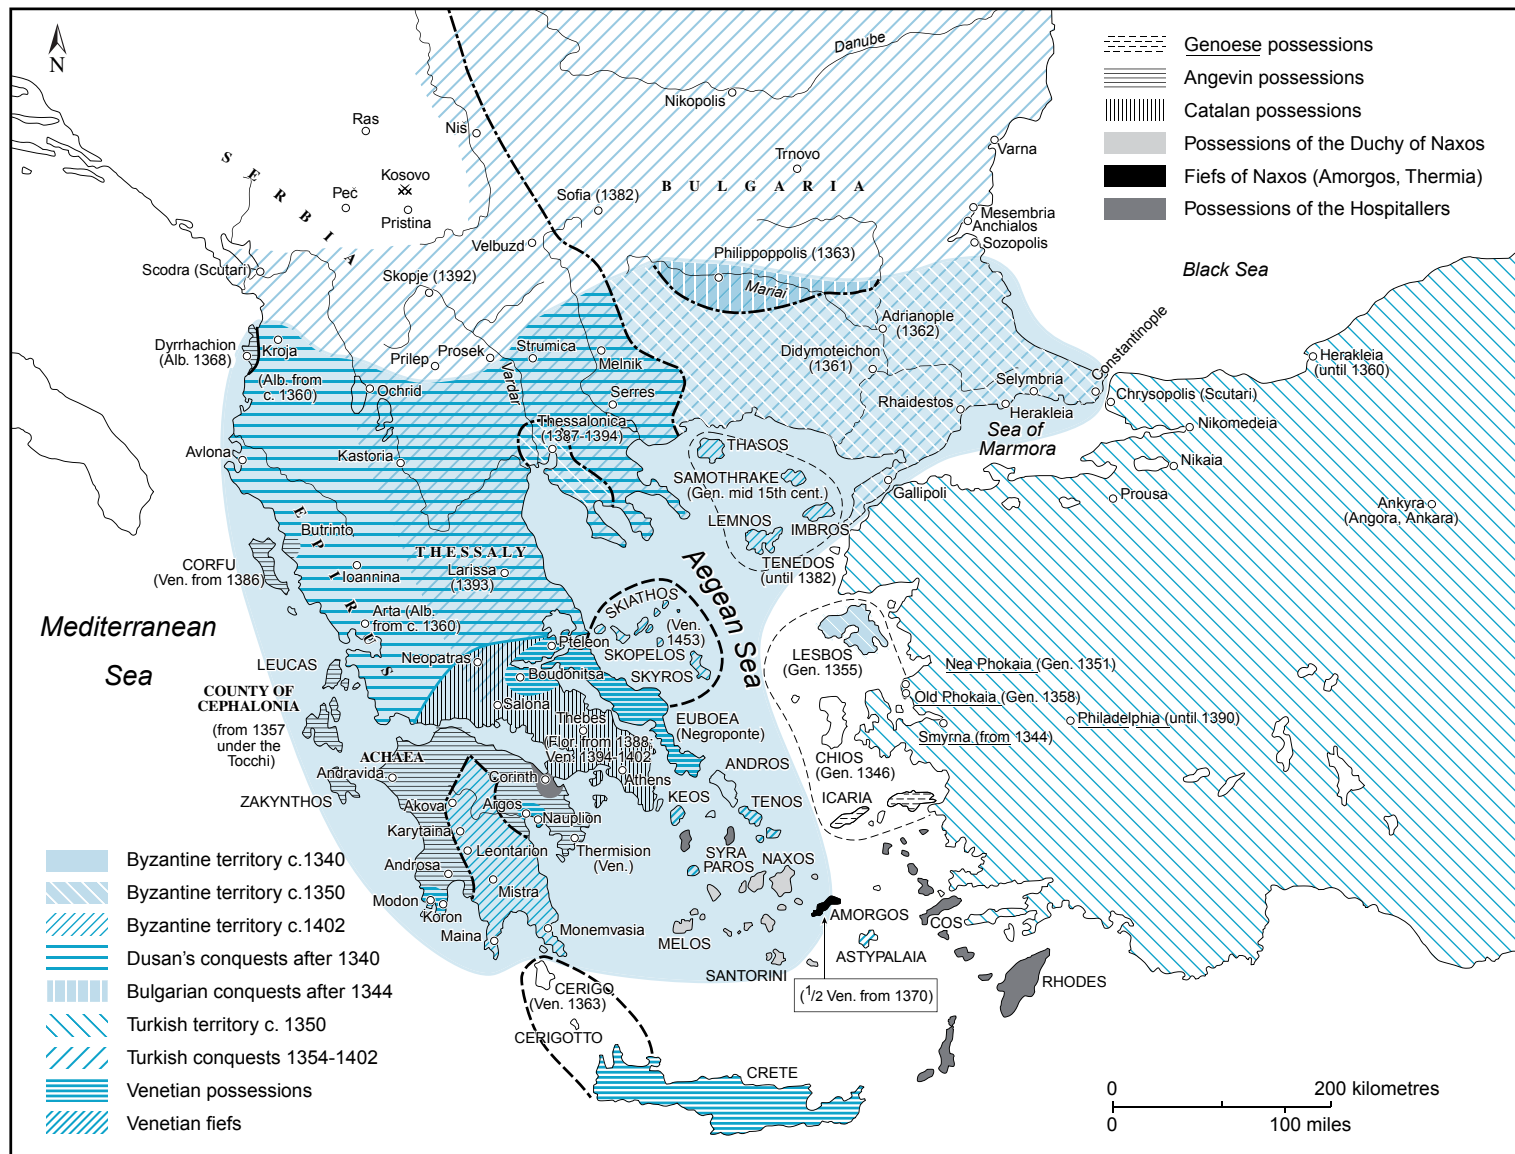 N
Danube
Nikopolis
Ras
Niš
Varna
Trnovo
SERBIA
Kosovo
Peč
Pristina
Sofia (1382)
BULGARIA
Mesembria
Anchialos
Sozopolis
Velbuzd
Philippoppolis (1363)
Scodra (Scutari)
Skopje (1392)
Mariai
Black Sea
Adrianople
(1362)
Constantinople
Dyrrhachion
(Alb. 1368)
Kroja
Prilep
Prosek
Strumica
Melnik
Didymoteichon
(1361)
Herakleia
(until 1360)
(Alb. from
c. 1360)
Ochrid
Vardar
Serres
Selymbria
Rhaidestos
Herakleia
Chrysopolis (Scutari)
Thessalonica
(1387-1394)
Sea of
Marmora
Nikomedeia
Avlona
Kastoria
THASOS
Nikaia
SAMOTHRAKE
(Gen. mid 15th cent.)
Gallipoli
Prousa
Ankyra
(Angora, Ankara)
LEMNOS
IMBROS
EPIRES
Butrinto
THESSALY
Aegean Sea
TENEDOS
(until 1382)
CORFU
(Ven. from 1386)
Ioannina
Larissa
(1393)
SKIATHOS
Arta (Alb.
from c. 1360)
(Ven.
1453)
Mediterranean
Sea
Pteleon
SKOPELOS
LESBOS
(Gen. 1355)
Nea Phokaia (Gen. 1351)
LEUCAS
Neopatras
Boudonitsa
SKYROS
COUNTY OF
CEPHALONIA
Salona
Old Phokaia (Gen. 1358)
(from 1357
under the
Tocchi)
Thebes
(Flor. from 1388;
Ven. 1394-1402
EUBOEA
(Negroponte)
Philadelphia (until 1390)
Smyrna (from 1344)
ACHAEA
CHIOS
(Gen. 1346)
Andravida
Corinth
Athens
ANDROS
ZAKYNTHOS
Akova
Argos
KEOS
TENOS
ICARIA
Nauplion
Karytaina
Leontarion
Thermision
(Ven.)
SYRA
PAROS
NAXOS
Androsa
Mistra
Modon
Koron
AMORGOS
COS
Maina
Monemvasia
MELOS
ASTYPALAIA
SANTORINI
RHODES
CERIGO
(Ven. 1363)
(1/2 Ven. from 1370)
CERIGOTTO
CRETE
Genoese possessions
Angevin possessions
Catalan possessions
Possessions of the Duchy of Naxos
Fiefs of Naxos (Amorgos, Thermia)
Possessions of the Hospitallers
Byzantine territory c.1340
Byzantine territory c.1350
Byzantine territory c.1402
Dusan's conquests after 1340
Bulgarian conquests after 1344
Turkish territory c. 1350
Turkish conquests 1354-1402
Venetian possessions
Venetian fiefs
0 200 kilometres
0 100 miles